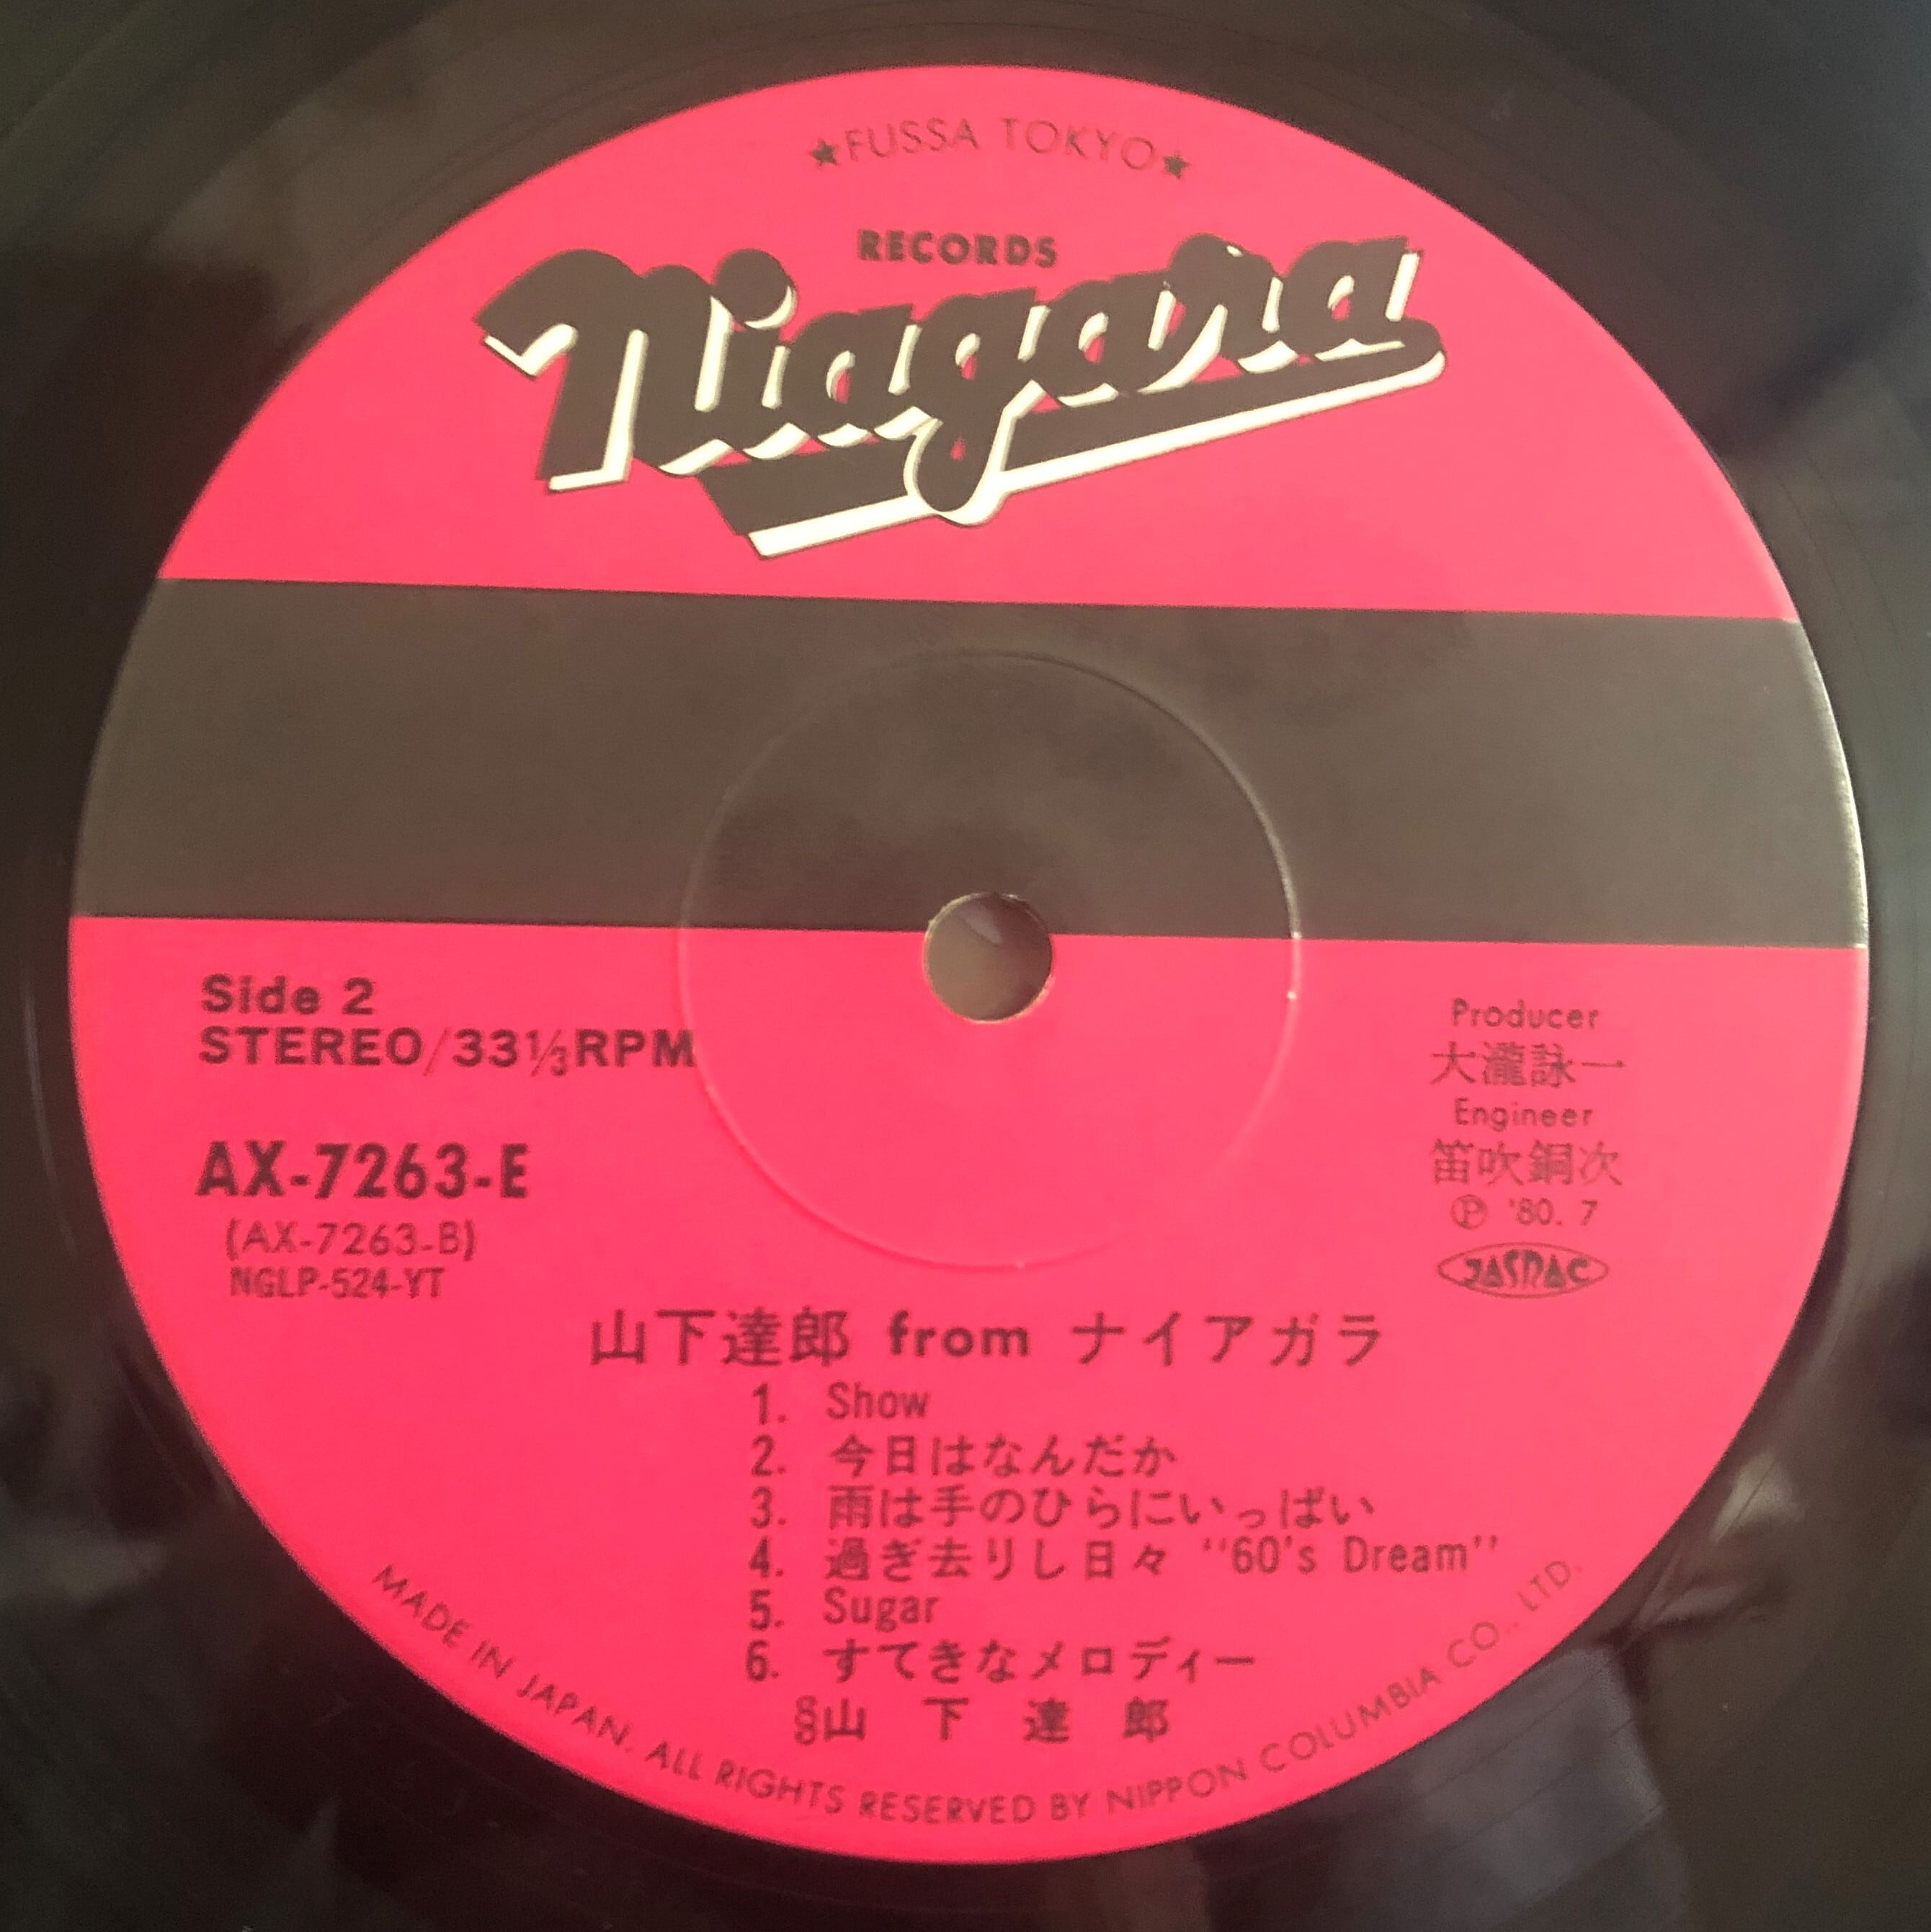 ★FUSSA TOKYO★
RECORDS
Niagara
Side 2
STEREO/33⅓RPM
AX-7263-E
(AX-7263-B)
NGLP-524-YT
Producer
大瀧詠一
Engineer
笛吹銅次
Ⓟ '80. 7
JASRAC
山下達郎 from ナイアガラ
1. Show
2. 今日はなんだか
3. 雨は手のひらにいっぱい
4. 過ぎ去りし日々 “60's Dream”
5. Sugar
6. すてきなメロディー
§山下達郎
MADE IN JAPAN. ALL RIGHTS RESERVED BY NIPPON COLUMBIA CO., LTD.